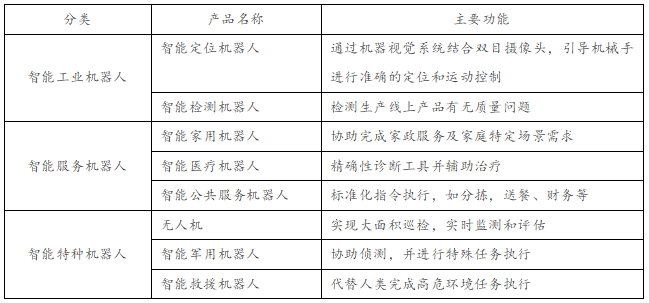 分类 产品名称 主要功能
智能工业机器人 智能定位机器人 通过机器视觉系统结合双目摄像头，引导机械手
进行准确的定位和运动控制
智能检测机器人 检测生产线上产品有无质量问题
智能服务机器人 智能家用机器人 协助完成家政服务及家庭特定场景需求
智能医疗机器人 精确性诊断工具并辅助治疗
智能公共服务机器人 标准化指令执行，如分拣，送餐、财务等
智能特种机器人 无人机 实现大面积巡检，实时监测和评估
智能军用机器人 协助侦测，并进行特殊任务执行
智能救援机器人 代替人类完成高危环境任务执行